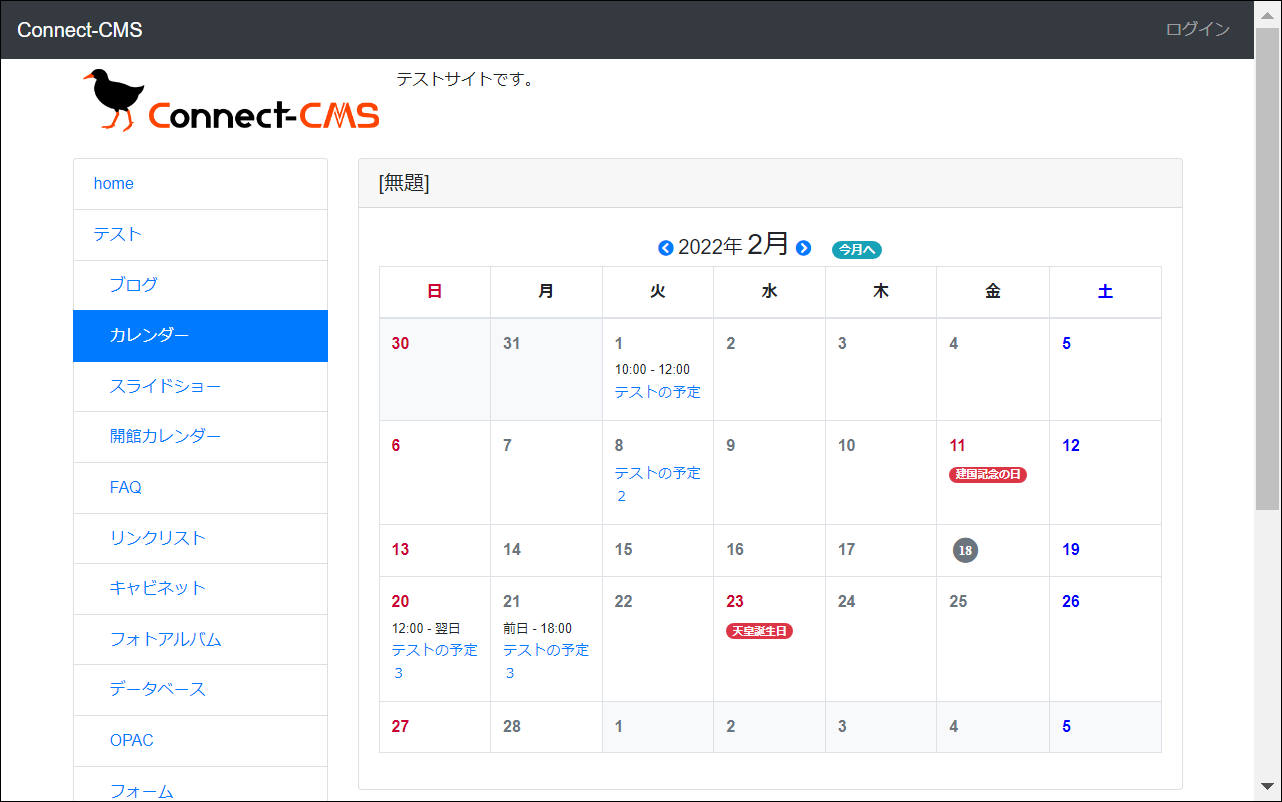 Connect-CMS
ログイン
Connect-CMS
テストサイトです。
home
テスト
ブログ
カレンダー
スライドショー
開館カレンダー
FAQ
リンクリスト
キャビネット
フォトアルバム
データベース
OPAC
フォーム
[無題]
2022年 2月 今月へ
日 月 火 水 木 金 土
30 31 1 2 3 4 5
10:00 - 12:00
テストの予定
6 7 8 9 10 11 12
テストの予定 建国記念の日
2
13 14 15 16 17 18 19
20 21 22 23 24 25 26
12:00 - 翌日 前日 - 18:00 天皇誕生日
テストの予定 テストの予定
3 3
27 28 1 2 3 4 5